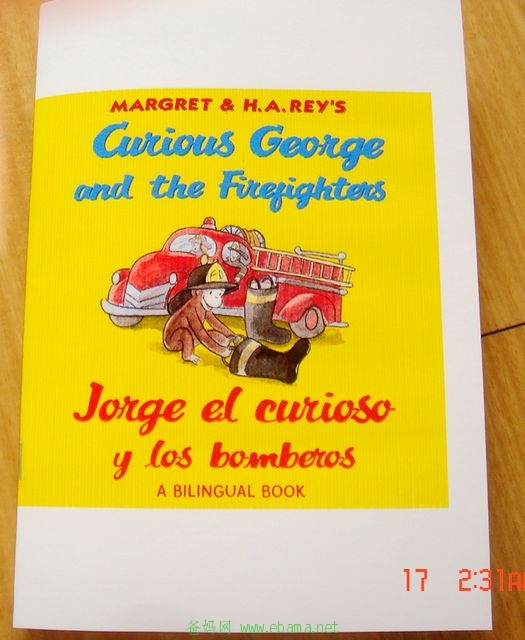 MARGRET & H.A.REY'S
Curious George
and the Firefighters
Jorge el curioso
y los bomberos
A BILINGUAL BOOK
17 2:31A
爸妈网 www.ebama.net